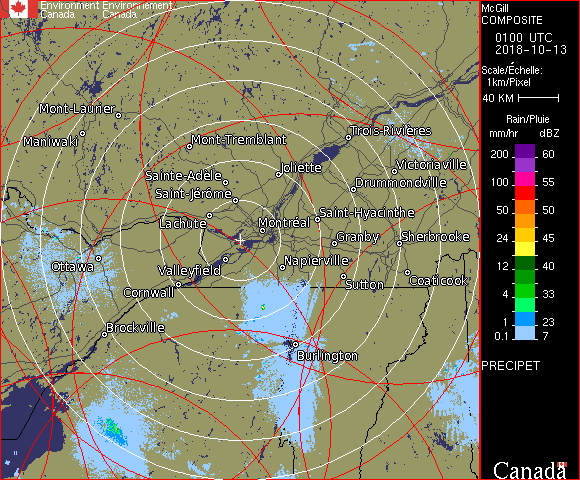 Environment Environnement
Canada Canada
McGill
COMPOSITE
0100 UTC
2018-10-13
Scale/Échelle:
1km/Pixel
40 KM
Rain/Pluie
mm/hr dBZ
200 60
100 55
50 50
24 45
12 40
4 33
1 23
0.1 7
PRECIPET
Canada
Mont-Laurier
Maniwaki
Mont-Tremblant
Trois-Rivières
Joliette
Victoriaville
Sainte-Adèle
Drummondville
Saint-Jérôme
Saint-Hyacinthe
Lachute
Montréal
Granby
Sherbrooke
Ottawa
Valleyfield
Napierville
Cornwall
Sutton
Coaticook
Brockville
Burlington